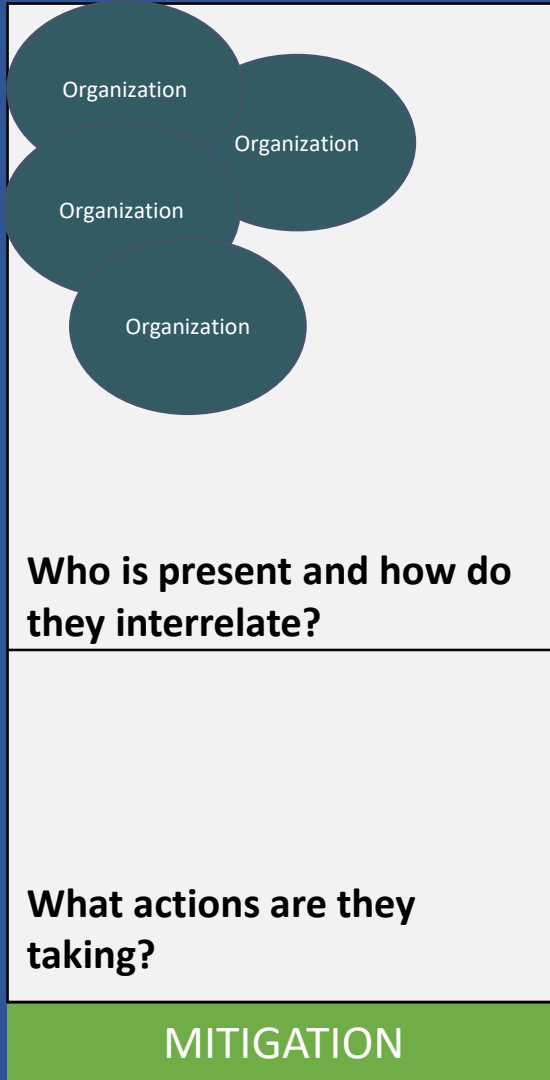 Organization
Organization
Organization
Organization
Who is present and how do
they interrelate?
What actions are they
taking?
MITIGATION